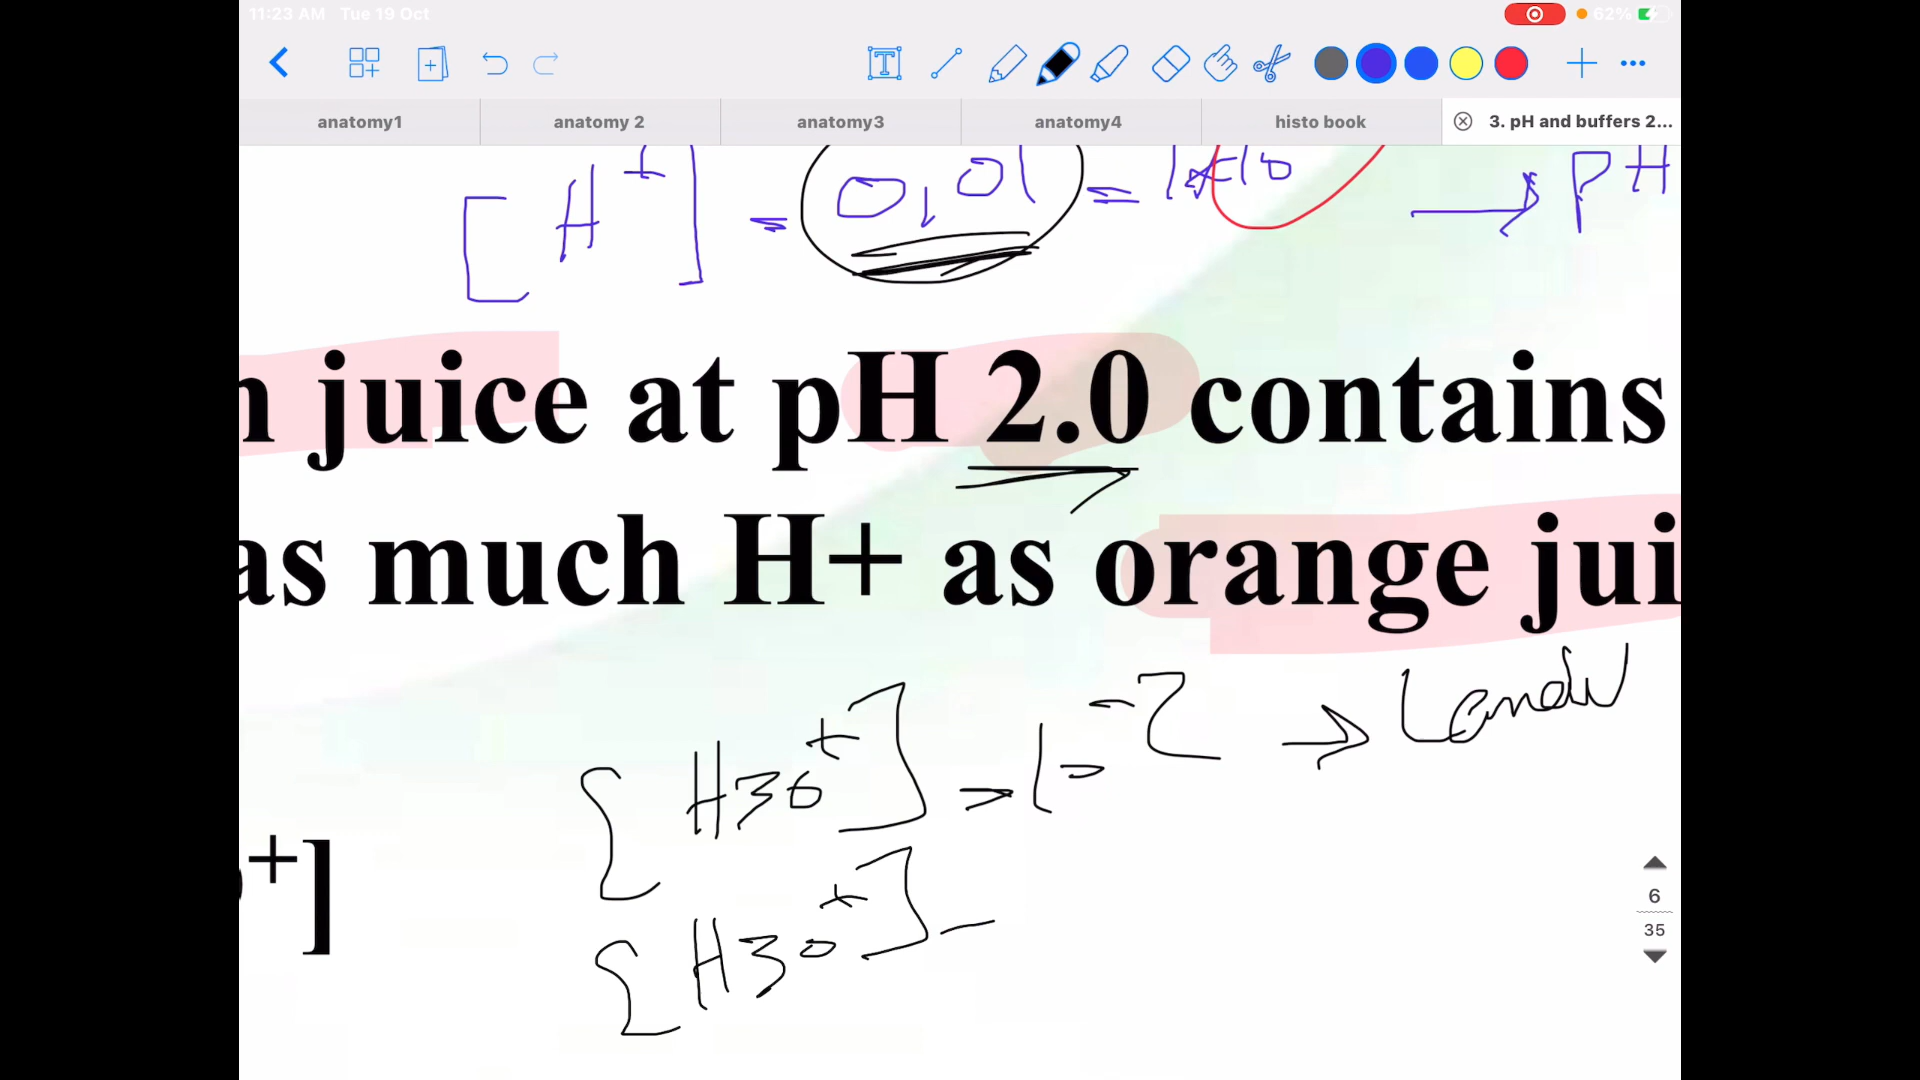 11:23 AM Tue 19 Oct
62%
anatomy1 anatomy 2 anatomy3 anatomy4 histo book 3. pH and buffers 2...
[H+] = 0,01 = 1×10 → PH
n juice at pH 2.0 contains
as much H+ as orange jui
[H3O+] = 10-2 →
+]
[H3O+] -
6
35